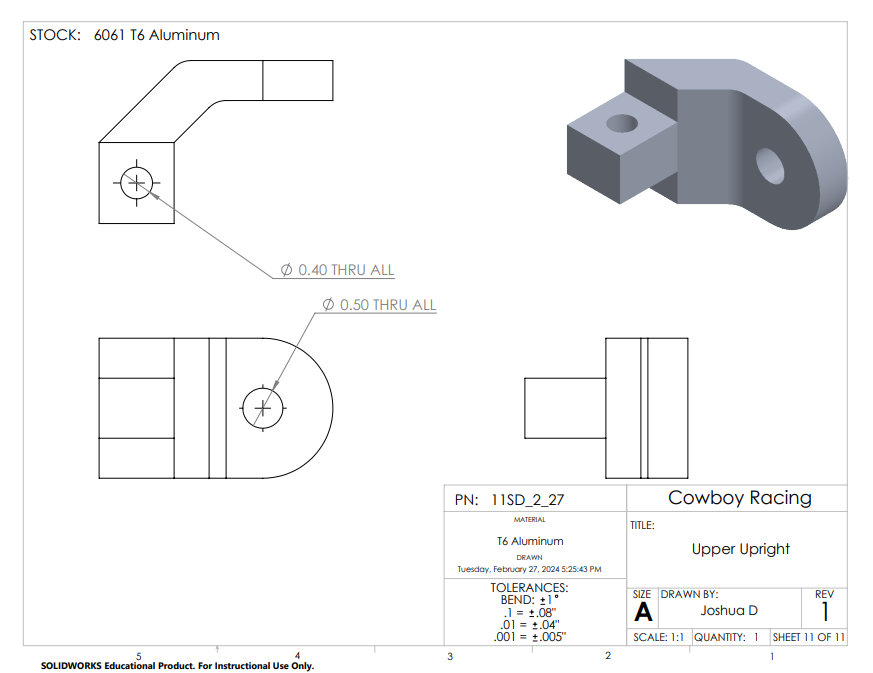 STOCK: 6061 T6 Aluminum
Ø 0.40 THRU ALL
Ø 0.50 THRU ALL
PN: 11SD_2_27
Cowboy Racing
MATERIAL
T6 Aluminum
DRAWN
Tuesday, February 27, 2024 5:25:43 PM
TITLE:
Upper Upright
TOLERANCES:
BEND: ±1°
.1 = ±.08"
.01 = ±.04"
.001 = ±.005"
SIZE
A
DRAWN BY:
Joshua D
REV
1
SCALE: 1:1
QUANTITY: 1
SHEET 11 OF 11
5 4 3 2 1
SOLIDWORKS Educational Product. For Instructional Use Only.